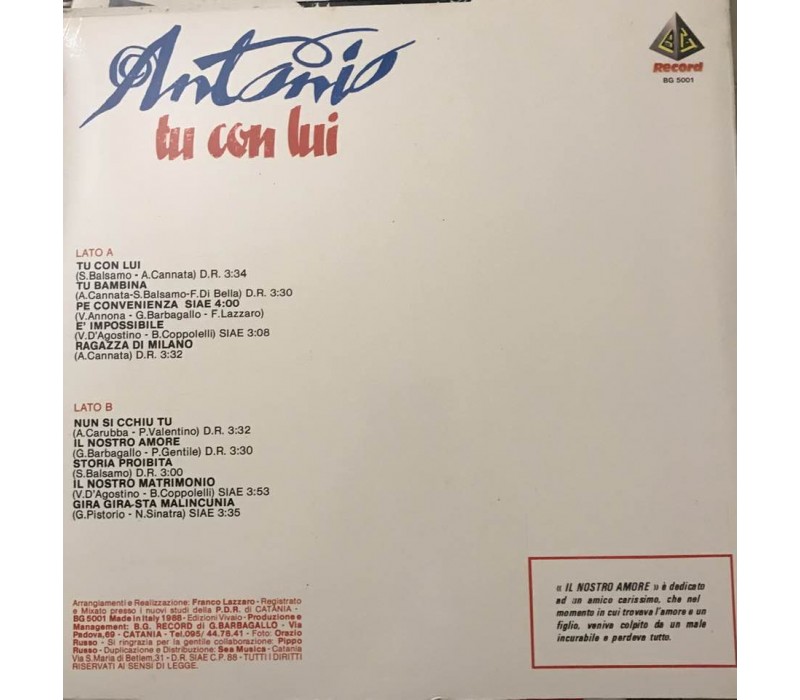 Antonio
tu con lui
BG
Record
BG 5001
LATO A
TU CON LUI
(S.Balsamo - A.Cannata) D.R. 3:34
TU BAMBINA
(A.Cannata-S.Balsamo-F.Di Bella) D.R. 3:30
PE CONVENIENZA SIAE 4:00
(V.Annona - G.Barbagallo - F.Lazzaro)
E' IMPOSSIBILE
(V.D'Agostino - B.Coppolelli) SIAE 3:08
RAGAZZA DI MILANO
(A.Cannata) D.R. 3:32
LATO B
NUN SI CCHIU TU
(A.Carubba - P.Valentino) D.R. 3:32
IL NOSTRO AMORE
(G.Barbagallo - P.Gentile) D.R. 3:30
STORIA PROIBITA
(S.Balsamo) D.R. 3:00
IL NOSTRO MATRIMONIO
(V.D'Agostino - B.Coppolelli) SIAE 3:53
GIRA GIRA-STA MALINCUNIA
(G.Pistorio - N.Sinatra) SIAE 3:35
Arrangiamenti e Realizzazione: Franco Lazzaro - Registrato
e Mixato presso i nuovi studi della P.D.R. di CATANIA -
BG 5001 Made in Italy 1988 - Edizioni Vivaio - Produzione e
Management: B.G. RECORD di G.BARBAGALLO - Via
Padova,69 - CATANIA - Tel.095/ 44.78.41 - Foto: Orazio
Russo - Si ringrazia per la gentile collaborazione: Pippo
Russo - Duplicazione e Distribuzione: Sea Musica - Catania
Via S.Maria di Betlem,31 - D.R. SIAE C.P. 88 - TUTTI I DIRITTI
RISERVATI AI SENSI DI LEGGE.
« IL NOSTRO AMORE » è dedicato
ad un amico carissimo, che nel
momento in cui trovava l'amore e un
figlio, veniva colpito da un male
incurabile e perdeva tutto.